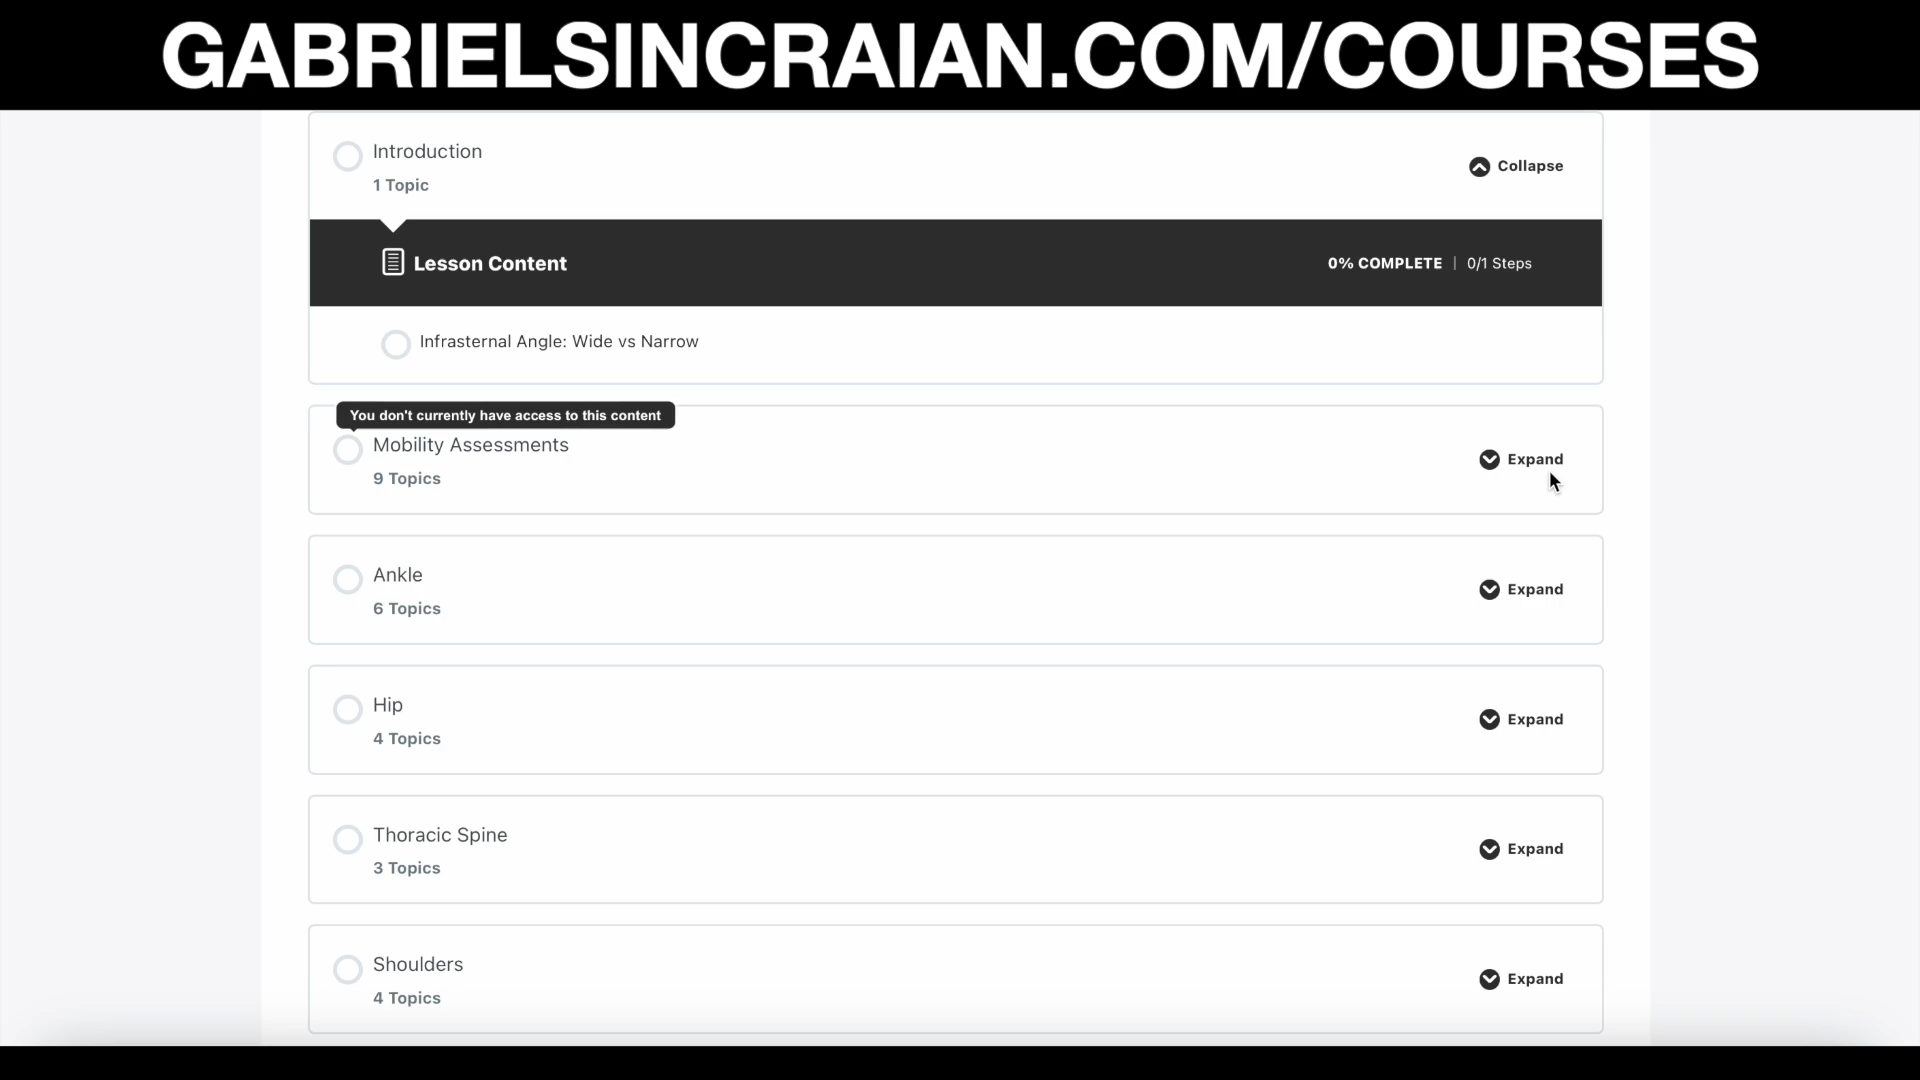 GABRIELSINCRAIAN.COM/COURSES
Introduction
1 Topic
Collapse
Lesson Content
0% COMPLETE | 0/1 Steps
Infrasternal Angle: Wide vs Narrow
You don't currently have access to this content
Mobility Assessments
9 Topics
Expand
Ankle
6 Topics
Expand
Hip
4 Topics
Expand
Thoracic Spine
3 Topics
Expand
Shoulders
4 Topics
Expand